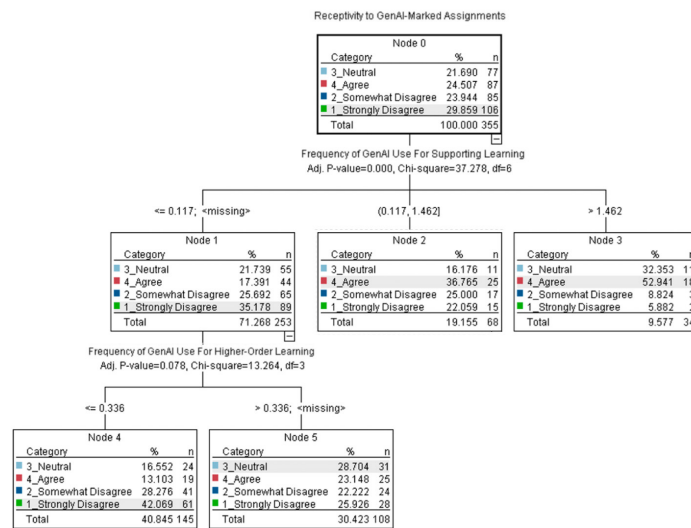 Receptivity to GenAI-Marked Assignments
Node 0
Category % n
3_Neutral 21.690 77
4_Agree 24.507 87
2_Somewhat Disagree 23.944 85
1_Strongly Disagree 29.859 106
Total 100.000 355
Frequency of GenAI Use For Supporting Learning
Adj. P-value=0.000, Chi-square=37.278, df=6
<= 0.117; <missing>
(0.117, 1.462]
> 1.462
Node 1
Category % n
3_Neutral 21.739 55
4_Agree 17.391 44
2_Somewhat Disagree 25.692 65
1_Strongly Disagree 35.178 89
Total 71.268 253
Node 2
Category % n
3_Neutral 16.176 11
4_Agree 36.765 25
2_Somewhat Disagree 25.000 17
1_Strongly Disagree 22.059 15
Total 19.155 68
Node 3
Category %
3_Neutral 32.353
4_Agree 52.941
2_Somewhat Disagree 8.824
1_Strongly Disagree 5.882
Total 9.577
Frequency of GenAI Use For Higher-Order Learning
Adj. P-value=0.078, Chi-square=13.264, df=3
<= 0.336
> 0.336; <missing>
Node 4
Category % n
3_Neutral 16.552 24
4_Agree 13.103 19
2_Somewhat Disagree 28.276 41
1_Strongly Disagree 42.069 61
Total 40.845 145
Node 5
Category % n
3_Neutral 28.704 31
4_Agree 23.148 25
2_Somewhat Disagree 22.222 24
1_Strongly Disagree 25.926 28
Total 30.423 108